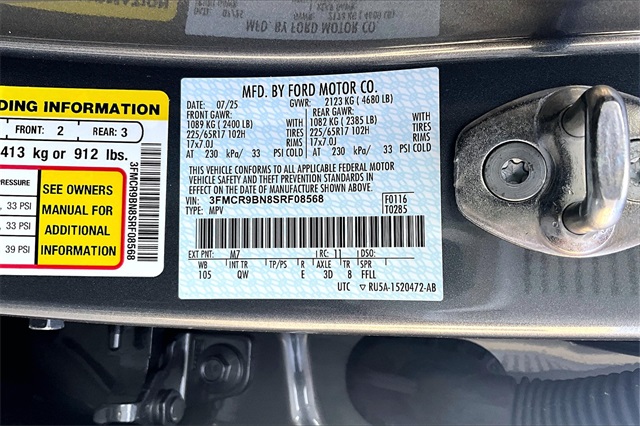 DING INFORMATION
FRONT: 2 REAR: 3
413 kg or 912 lbs.
PRESSURE
, 33 PSI
, 33 PSI
39 PSI
SEE OWNERS
MANUAL FOR
ADDITIONAL
INFORMATION
3FMCR9BN8SRF08568
MFD. BY FORD MOTOR CO.
DATE: 07/25 GVWR: 2123 KG (4680 LB)
FRONT GAWR: REAR GAWR:
1089 KG (2400 LB) 1082 KG (2385 LB)
225/65R17 102H TIRES 225/65R17 102H TIRES
17x7.0J RIMS 17x7.0J RIMS
AT 230 kPa/ 33 PSI COLD AT 230 kPa/ 33 PSI COLD
THIS VEHICLE CONFORMS TO ALL APPLICABLE FEDERAL MOTOR
VEHICLE SAFETY AND THEFT PREVENTION STANDARDS IN
EFFECT ON THE DATE OF MANUFACTURE SHOWN ABOVE.
VIN: 3FMCR9BN8SRF08568 F0116
TYPE: MPV T0285
EXT PNT: M7 RC: 11 DSO:
WB INT TR TP/PS R AXLE TR SPR
105 QW E 3D 8 FFLL
UTC RU5A-1520472-AB